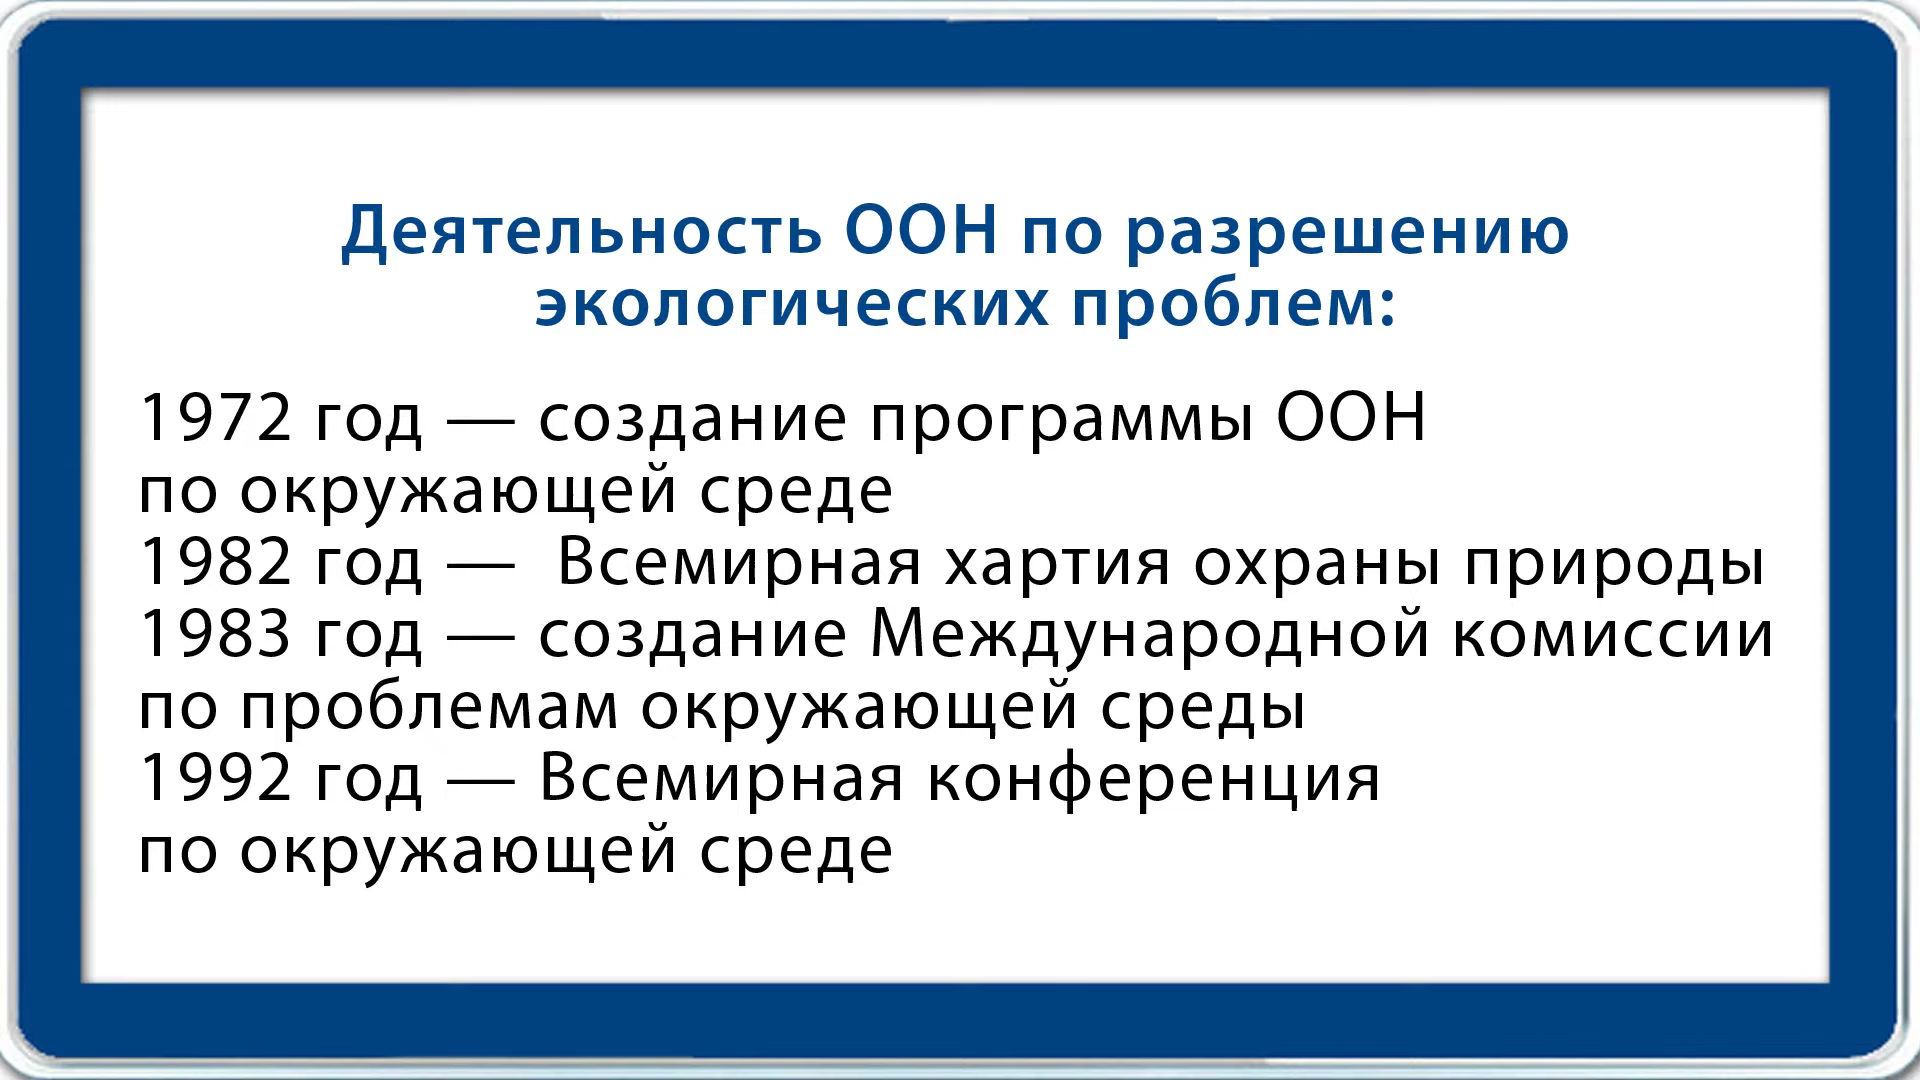 Деятельность ООН по разрешению
экологических проблем:
1972 год — создание программы ООН
по окружающей среде
1982 год — Всемирная хартия охраны природы
1983 год — создание Международной комиссии
по проблемам окружающей среды
1992 год — Всемирная конференция
по окружающей среде